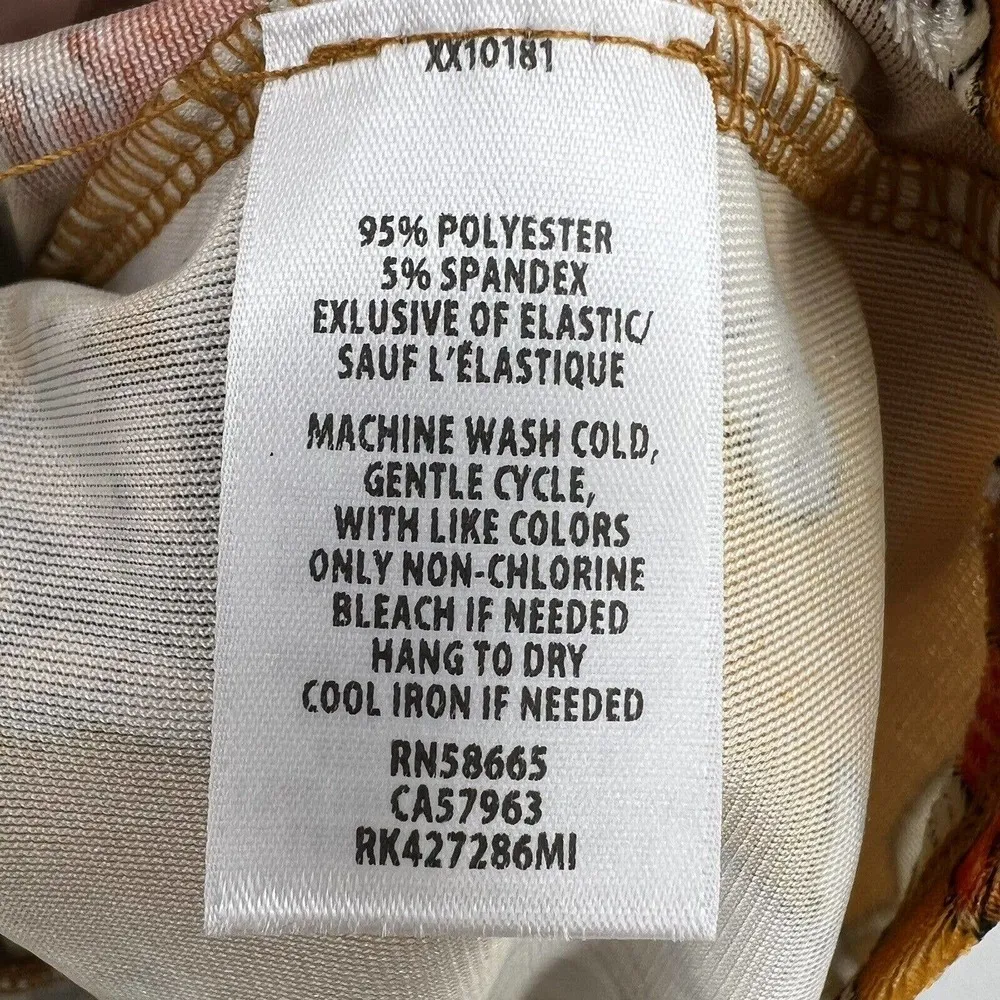 XX10181
95% POLYESTER
5% SPANDEX
EXLUSIVE OF ELASTIC/
SAUF L'ÉLASTIQUE
MACHINE WASH COLD,
GENTLE CYCLE,
WITH LIKE COLORS
ONLY NON-CHLORINE
BLEACH IF NEEDED
HANG TO DRY
COOL IRON IF NEEDED
RN58665
CA57963
RK427286MI